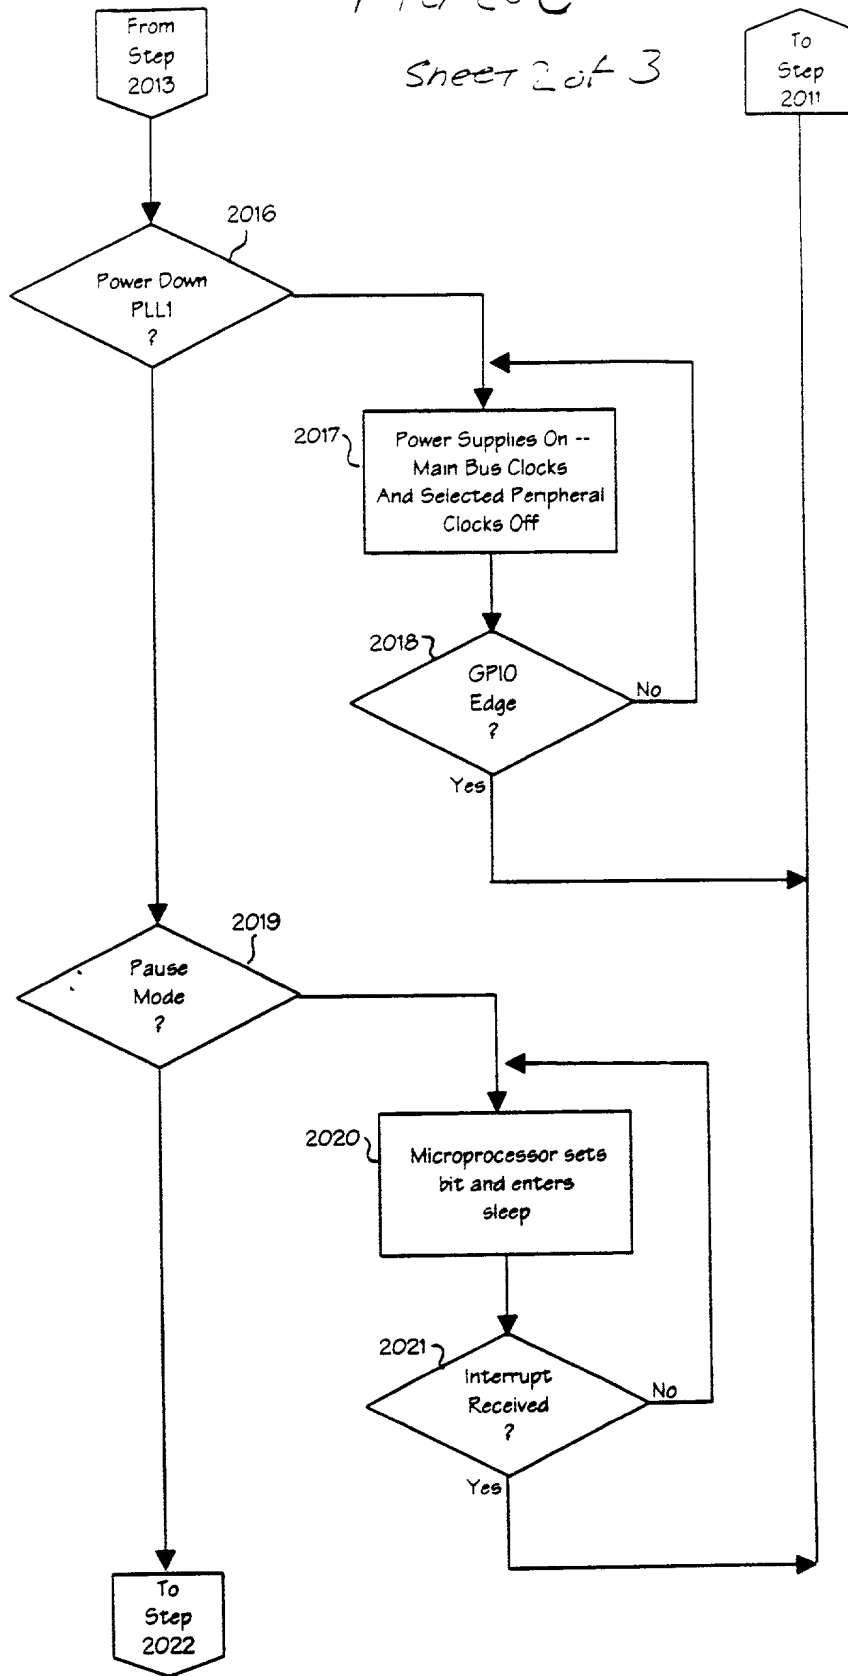 Sheet 2 of 3
From
Step
2013
To
Step
2011
2016
Power Down
PLL1
?
2017
Power Supplies On --
Main Bus Clocks
And Selected Peripheral
Clocks Off
2018
GPIO
Edge
?
No
Yes
2019
Pause
Mode
?
2020
Microprocessor sets
bit and enters
sleep
2021
Interrupt
Received
?
No
Yes
To
Step
2022